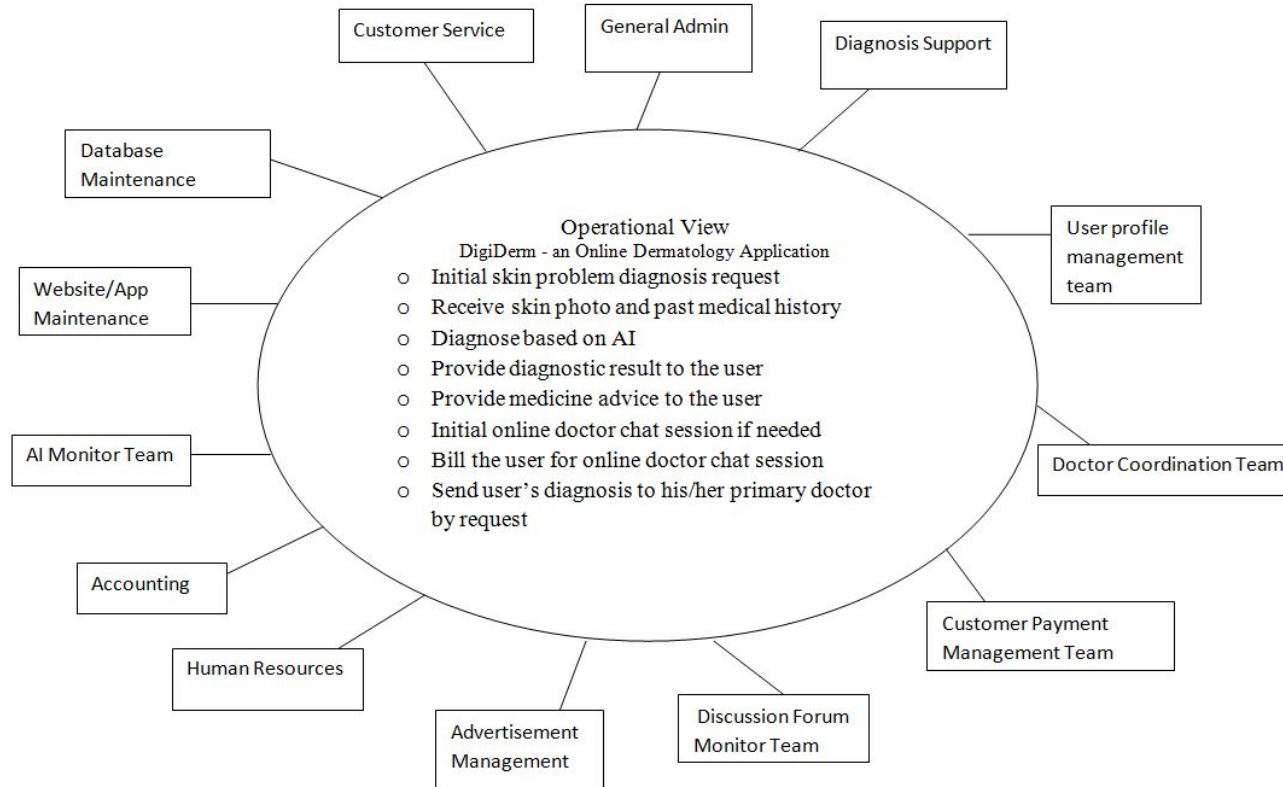 Customer Service
General Admin
Diagnosis Support
Database
Maintenance
User profile
management
team
Operational View
DigiDerm - an Online Dermatology Application
o Initial skin problem diagnosis request
o Receive skin photo and past medical history
o Diagnose based on AI
o Provide diagnostic result to the user
o Provide medicine advice to the user
o Initial online doctor chat session if needed
o Bill the user for online doctor chat session
o Send user’s diagnosis to his/her primary doctor
by request
Website/App
Maintenance
AI Monitor Team
Doctor Coordination Team
Accounting
Customer Payment
Management Team
Human Resources
Advertisement
Management
Discussion Forum
Monitor Team